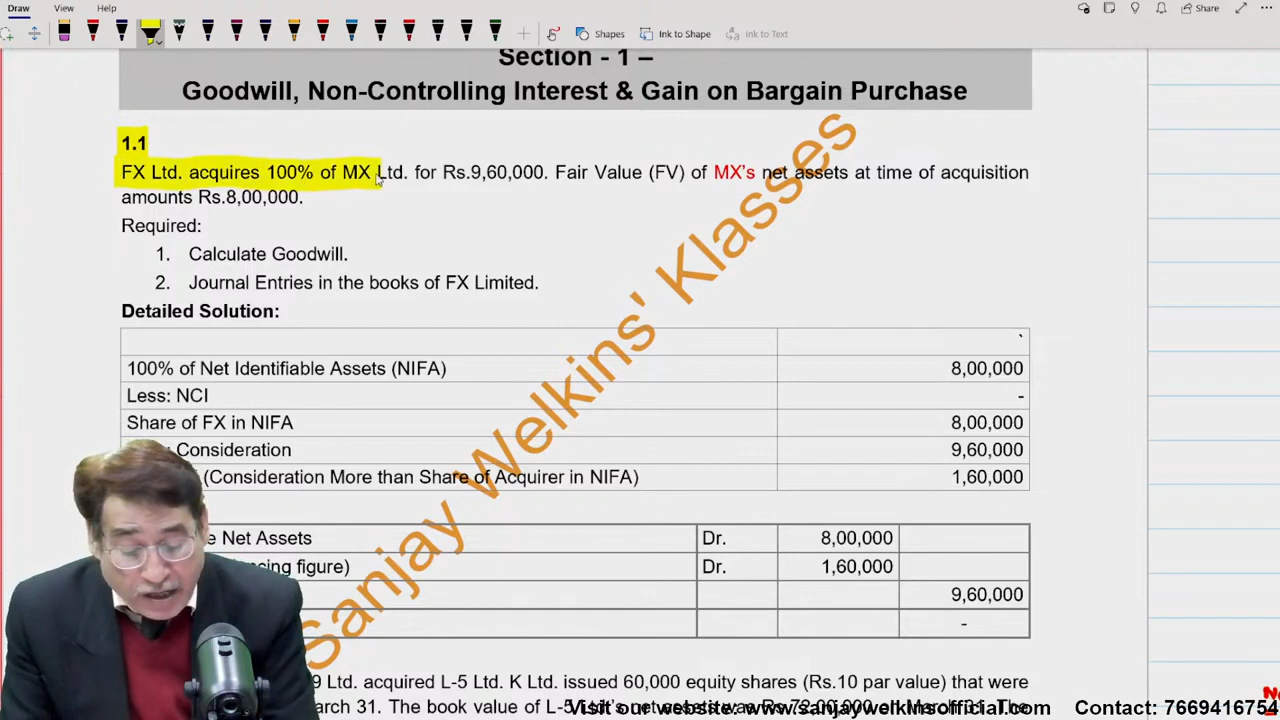 Draw View Help
Share
Shapes Ink to Shape Ink to Text
Section - 1 –
Goodwill, Non-Controlling Interest & Gain on Bargain Purchase
1.1
FX Ltd. acquires 100% of MX Ltd. for Rs.9,60,000. Fair Value (FV) of MX's net assets at time of acquisition
amounts Rs.8,00,000.
Required:
1. Calculate Goodwill.
2. Journal Entries in the books of FX Limited.
Detailed Solution:
`
100% of Net Identifiable Assets (NIFA) 8,00,000
Less: NCI -
Share of FX in NIFA 8,00,000
Consideration 9,60,000
(Consideration More than Share of Acquirer in NIFA) 1,60,000
Net Assets Dr. 8,00,000
figure) Dr. 1,60,000
9,60,000
-
Ltd. acquired L-5 Ltd. K Ltd. issued 60,000 equity shares (Rs.10 par value) that were
March 31. The book value of
Visit our website: www.sanjaywelkinsofficial.com Contact: 7669416754
Sanjay Welkins' Klasses